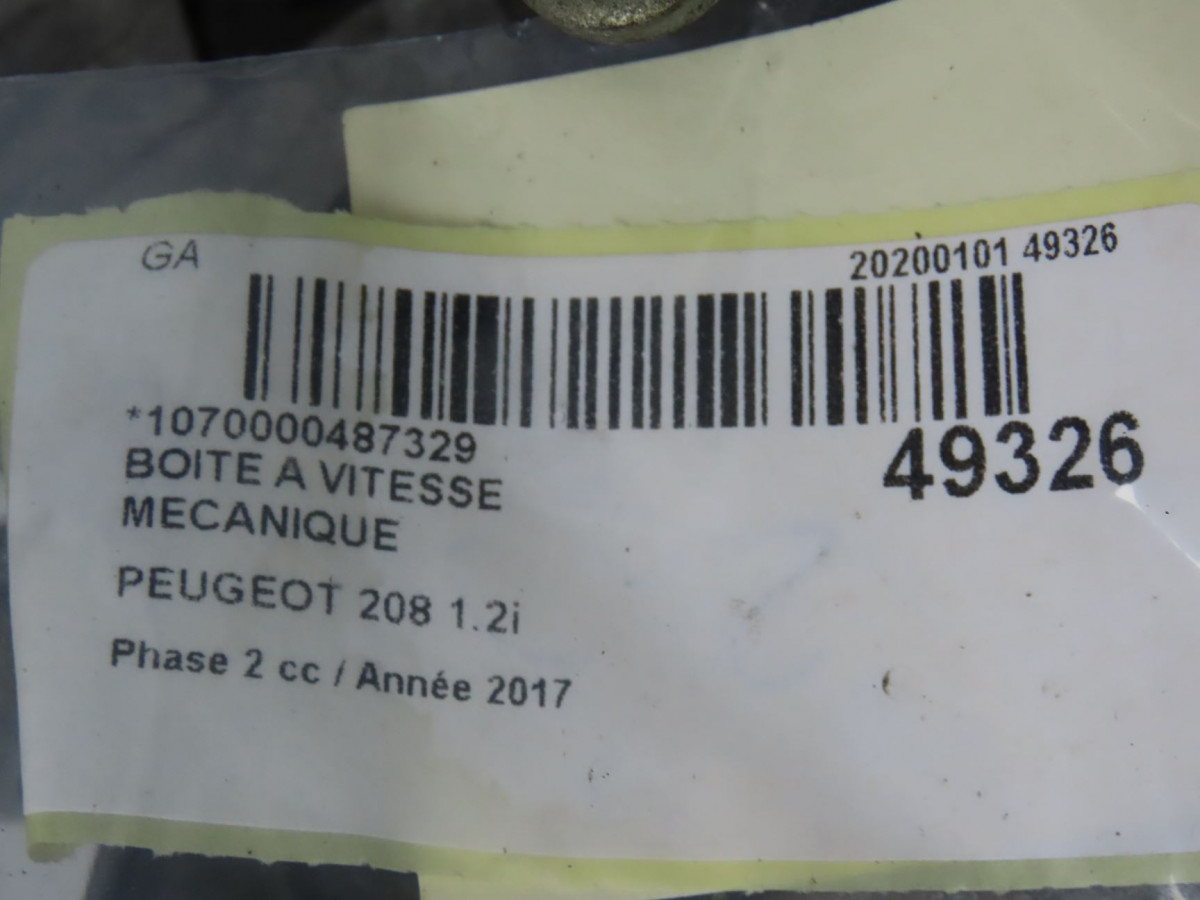 GA
20200101 49326
*1070000487329
49326
BOITE A VITESSE
MECANIQUE
PEUGEOT 208 1.2i
Phase 2 cc / Année 2017